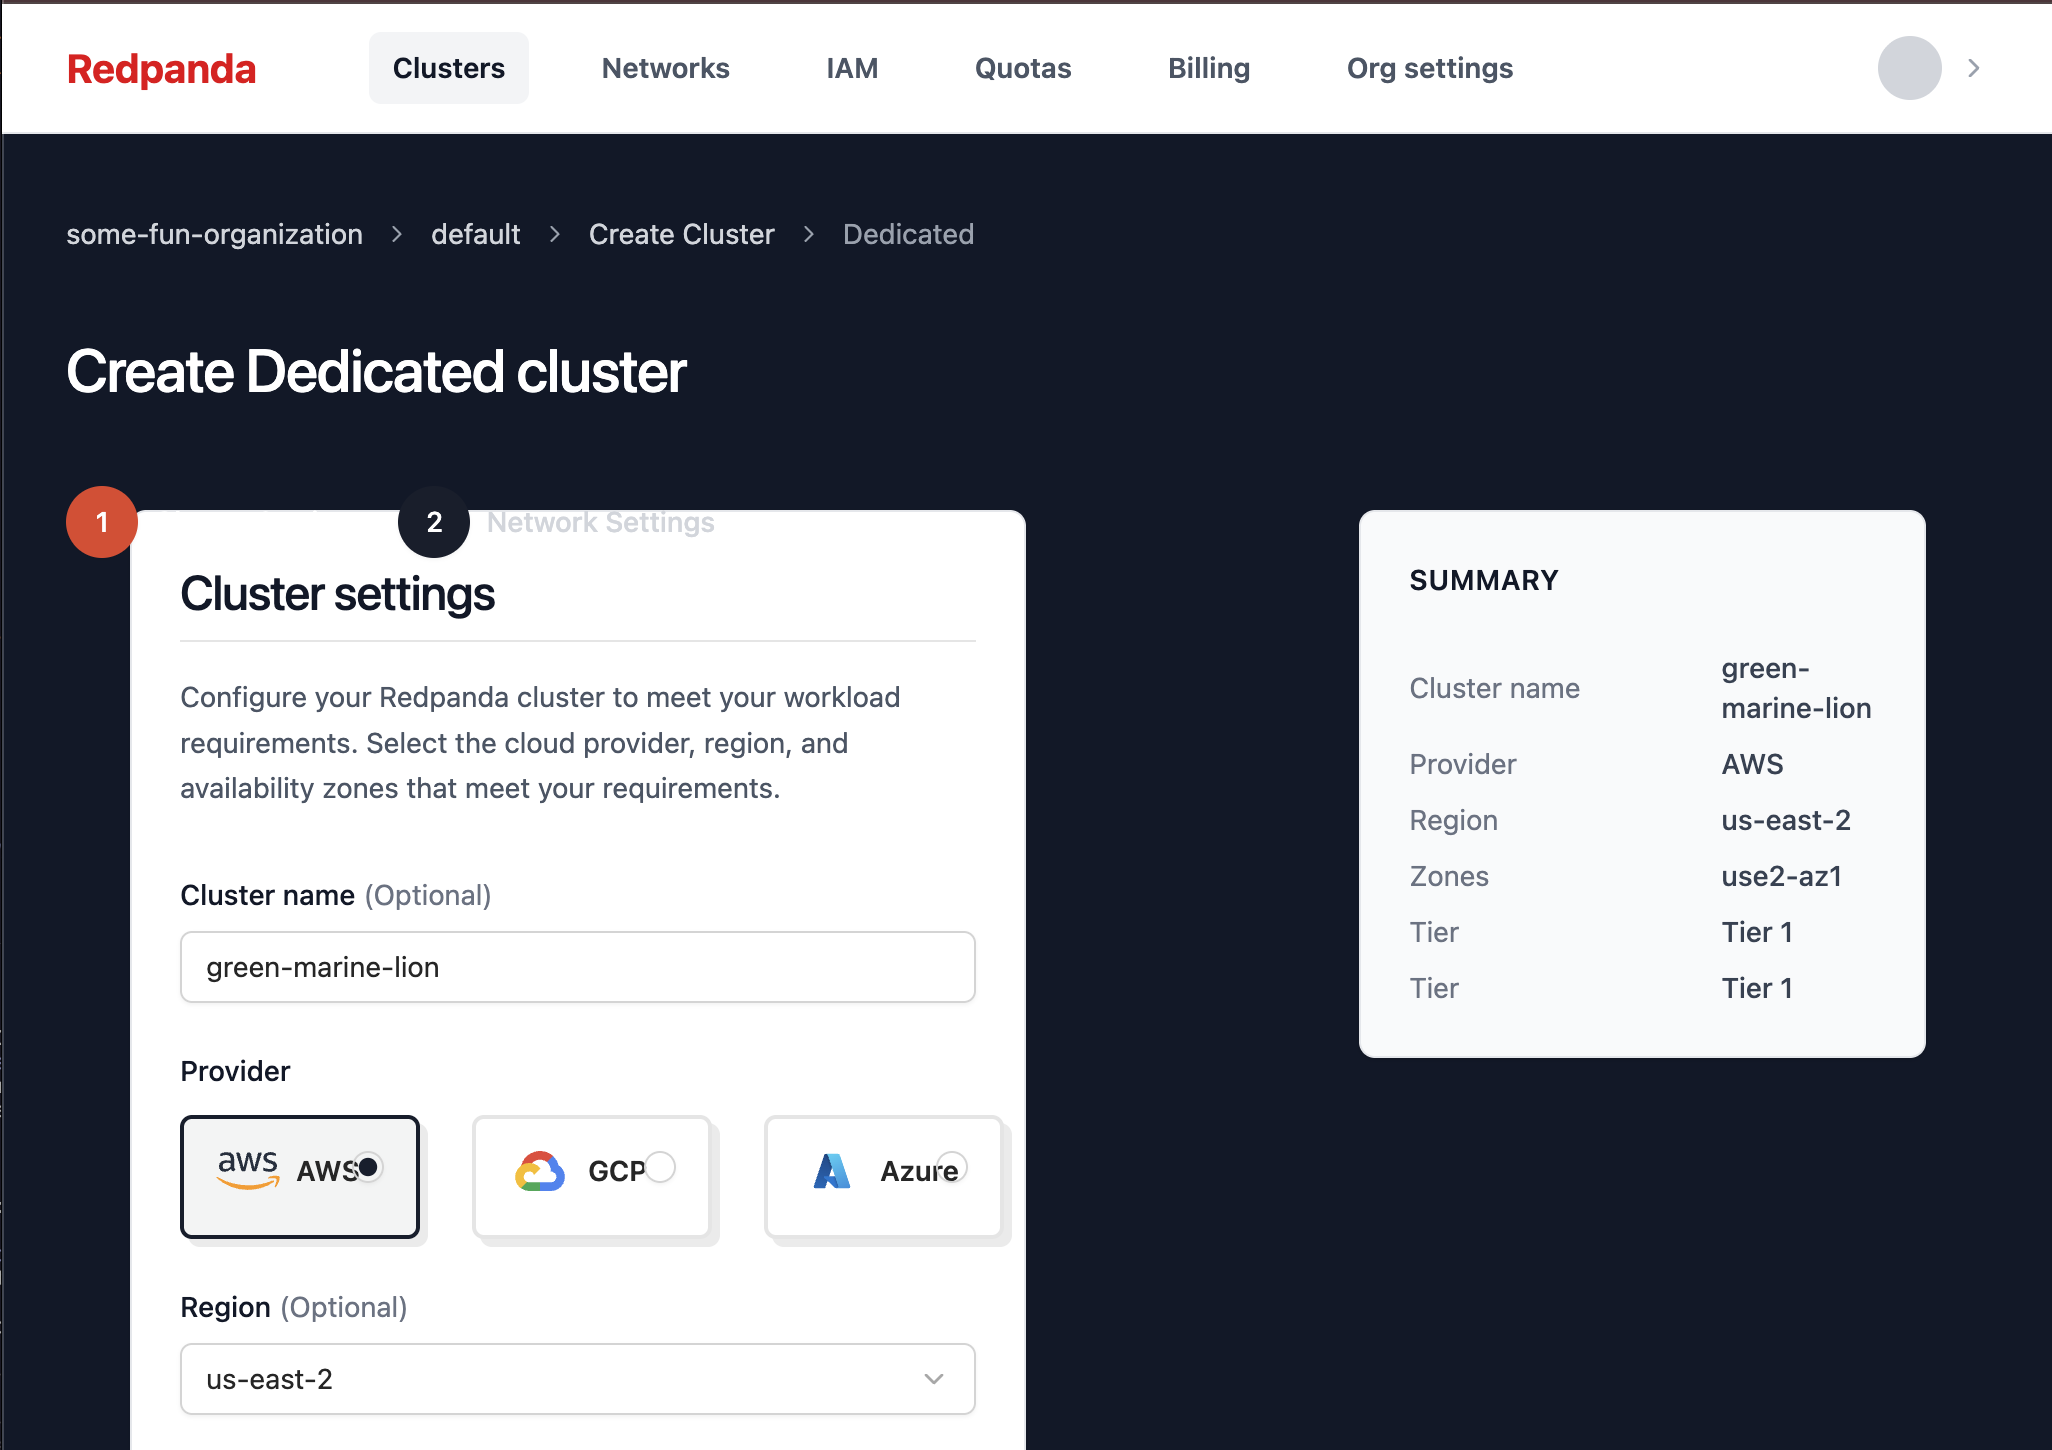 Redpanda
Clusters
Networks
IAM
Quotas
Billing
Org settings
some-fun-organization
default
Create Cluster
Dedicated
Create Dedicated cluster
1
2
Network Settings
Cluster settings
Configure your Redpanda cluster to meet your workload
requirements. Select the cloud provider, region, and
availability zones that meet your requirements.
Cluster name (Optional)
green-marine-lion
Provider
aws AWS
GCP
Azure
Region (Optional)
us-east-2
SUMMARY
Cluster name green-
marine-lion
Provider AWS
Region us-east-2
Zones use2-az1
Tier Tier 1
Tier Tier 1